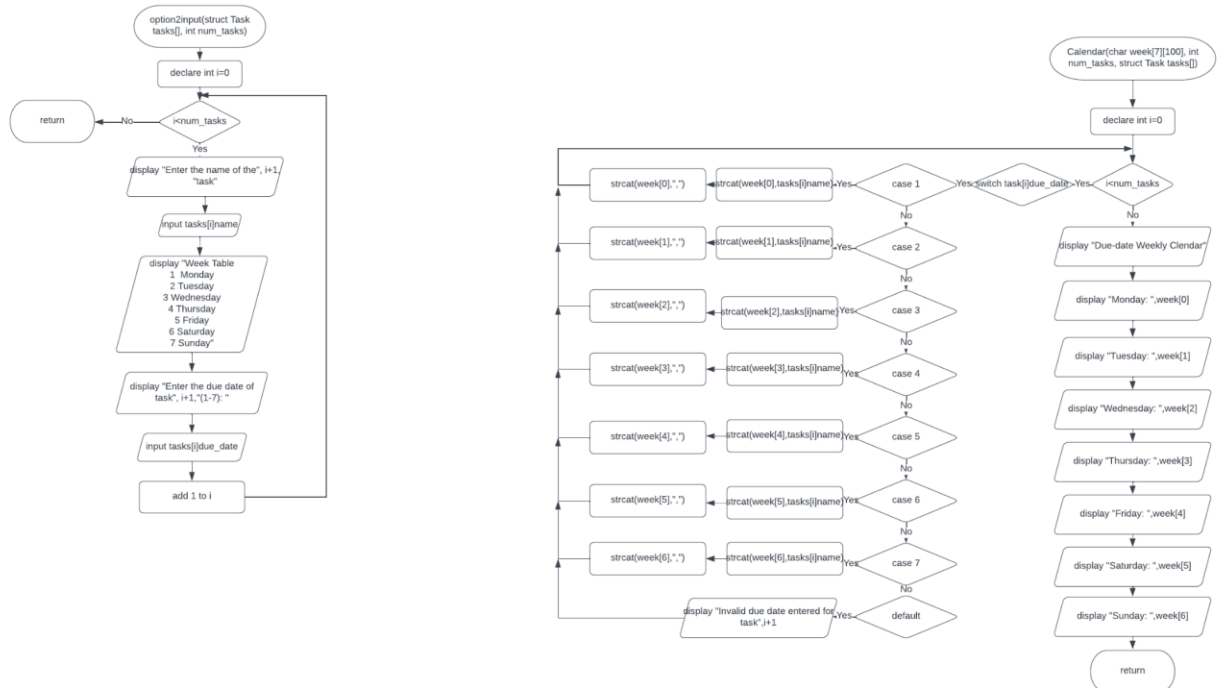 option2input(struct Task
tasks[], int num_tasks)
declare int i=0
i<num_tasks
No
return
Yes
display "Enter the name of the", i+1,
"task"
input tasks[i]name
display "Week Table
1 Monday
2 Tuesday
3 Wednesday
4 Thursday
5 Friday
6 Saturday
7 Sunday"
display "Enter the due date of
task", i+1,"(1-7): "
input tasks[i]due_date
add 1 to i
Calendar(char week[7][100], int
num_tasks, struct Task tasks[])
declare int i=0
i<num_tasks
Yes
switch task[i]due_date
Yes
case 1
Yes
strcat(week[0],tasks[i]name)
strcat(week[0],",")
No
case 2
Yes
strcat(week[1],tasks[i]name)
strcat(week[1],",")
No
case 3
Yes
strcat(week[2],tasks[i]name)
strcat(week[2],",")
No
case 4
Yes
strcat(week[3],tasks[i]name)
strcat(week[3],",")
No
case 5
Yes
strcat(week[4],tasks[i]name)
strcat(week[4],",")
No
case 6
Yes
strcat(week[5],tasks[i]name)
strcat(week[5],",")
No
case 7
Yes
strcat(week[6],tasks[i]name)
strcat(week[6],",")
No
default
Yes
display "Invalid due date entered for
task",i+1
No
display "Due-date Weekly Clendar"
display "Monday: ",week[0]
display "Tuesday: ",week[1]
display "Wednesday: ",week[2]
display "Thursday: ",week[3]
display "Friday: ",week[4]
display "Saturday: ",week[5]
display "Sunday: ",week[6]
return